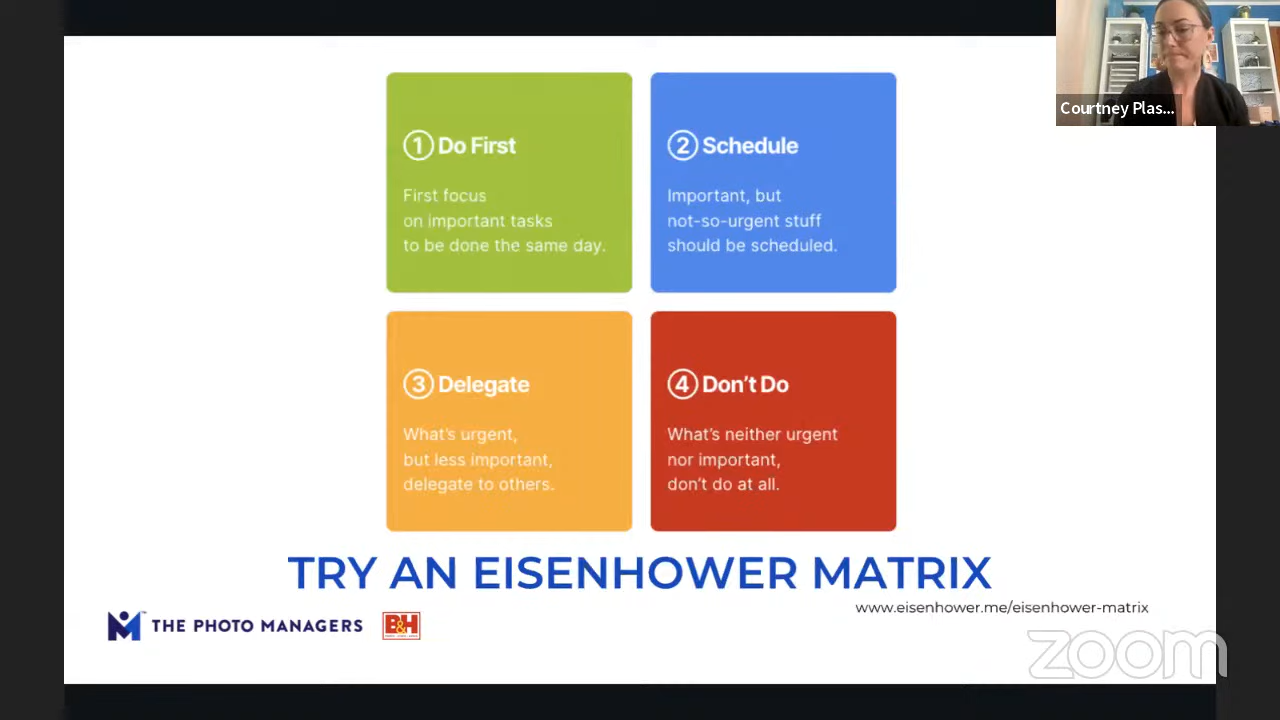 Courtney Plas...
① Do First
First focus
on important tasks
to be done the same day.
② Schedule
Important, but
not-so-urgent stuff
should be scheduled.
③ Delegate
What's urgent,
but less important,
delegate to others.
④ Don't Do
What's neither urgent
nor important,
don't do at all.
TRY AN EISENHOWER MATRIX
www.eisenhower.me/eisenhower-matrix
THE PHOTO MANAGERS
B&H
zoom